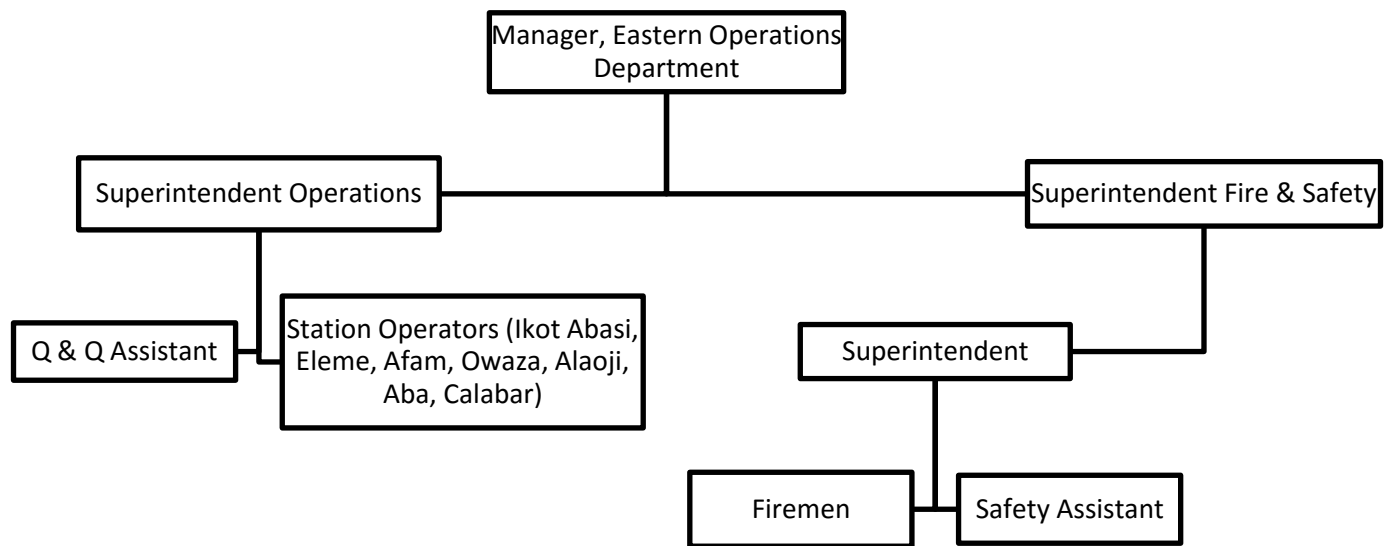 Manager, Eastern Operations
Department
Superintendent Operations
Superintendent Fire & Safety
Q & Q Assistant
Station Operators (Ikot Abasi,
Eleme, Afam, Owaza, Alaoji,
Aba, Calabar)
Superintendent
Firemen
Safety Assistant